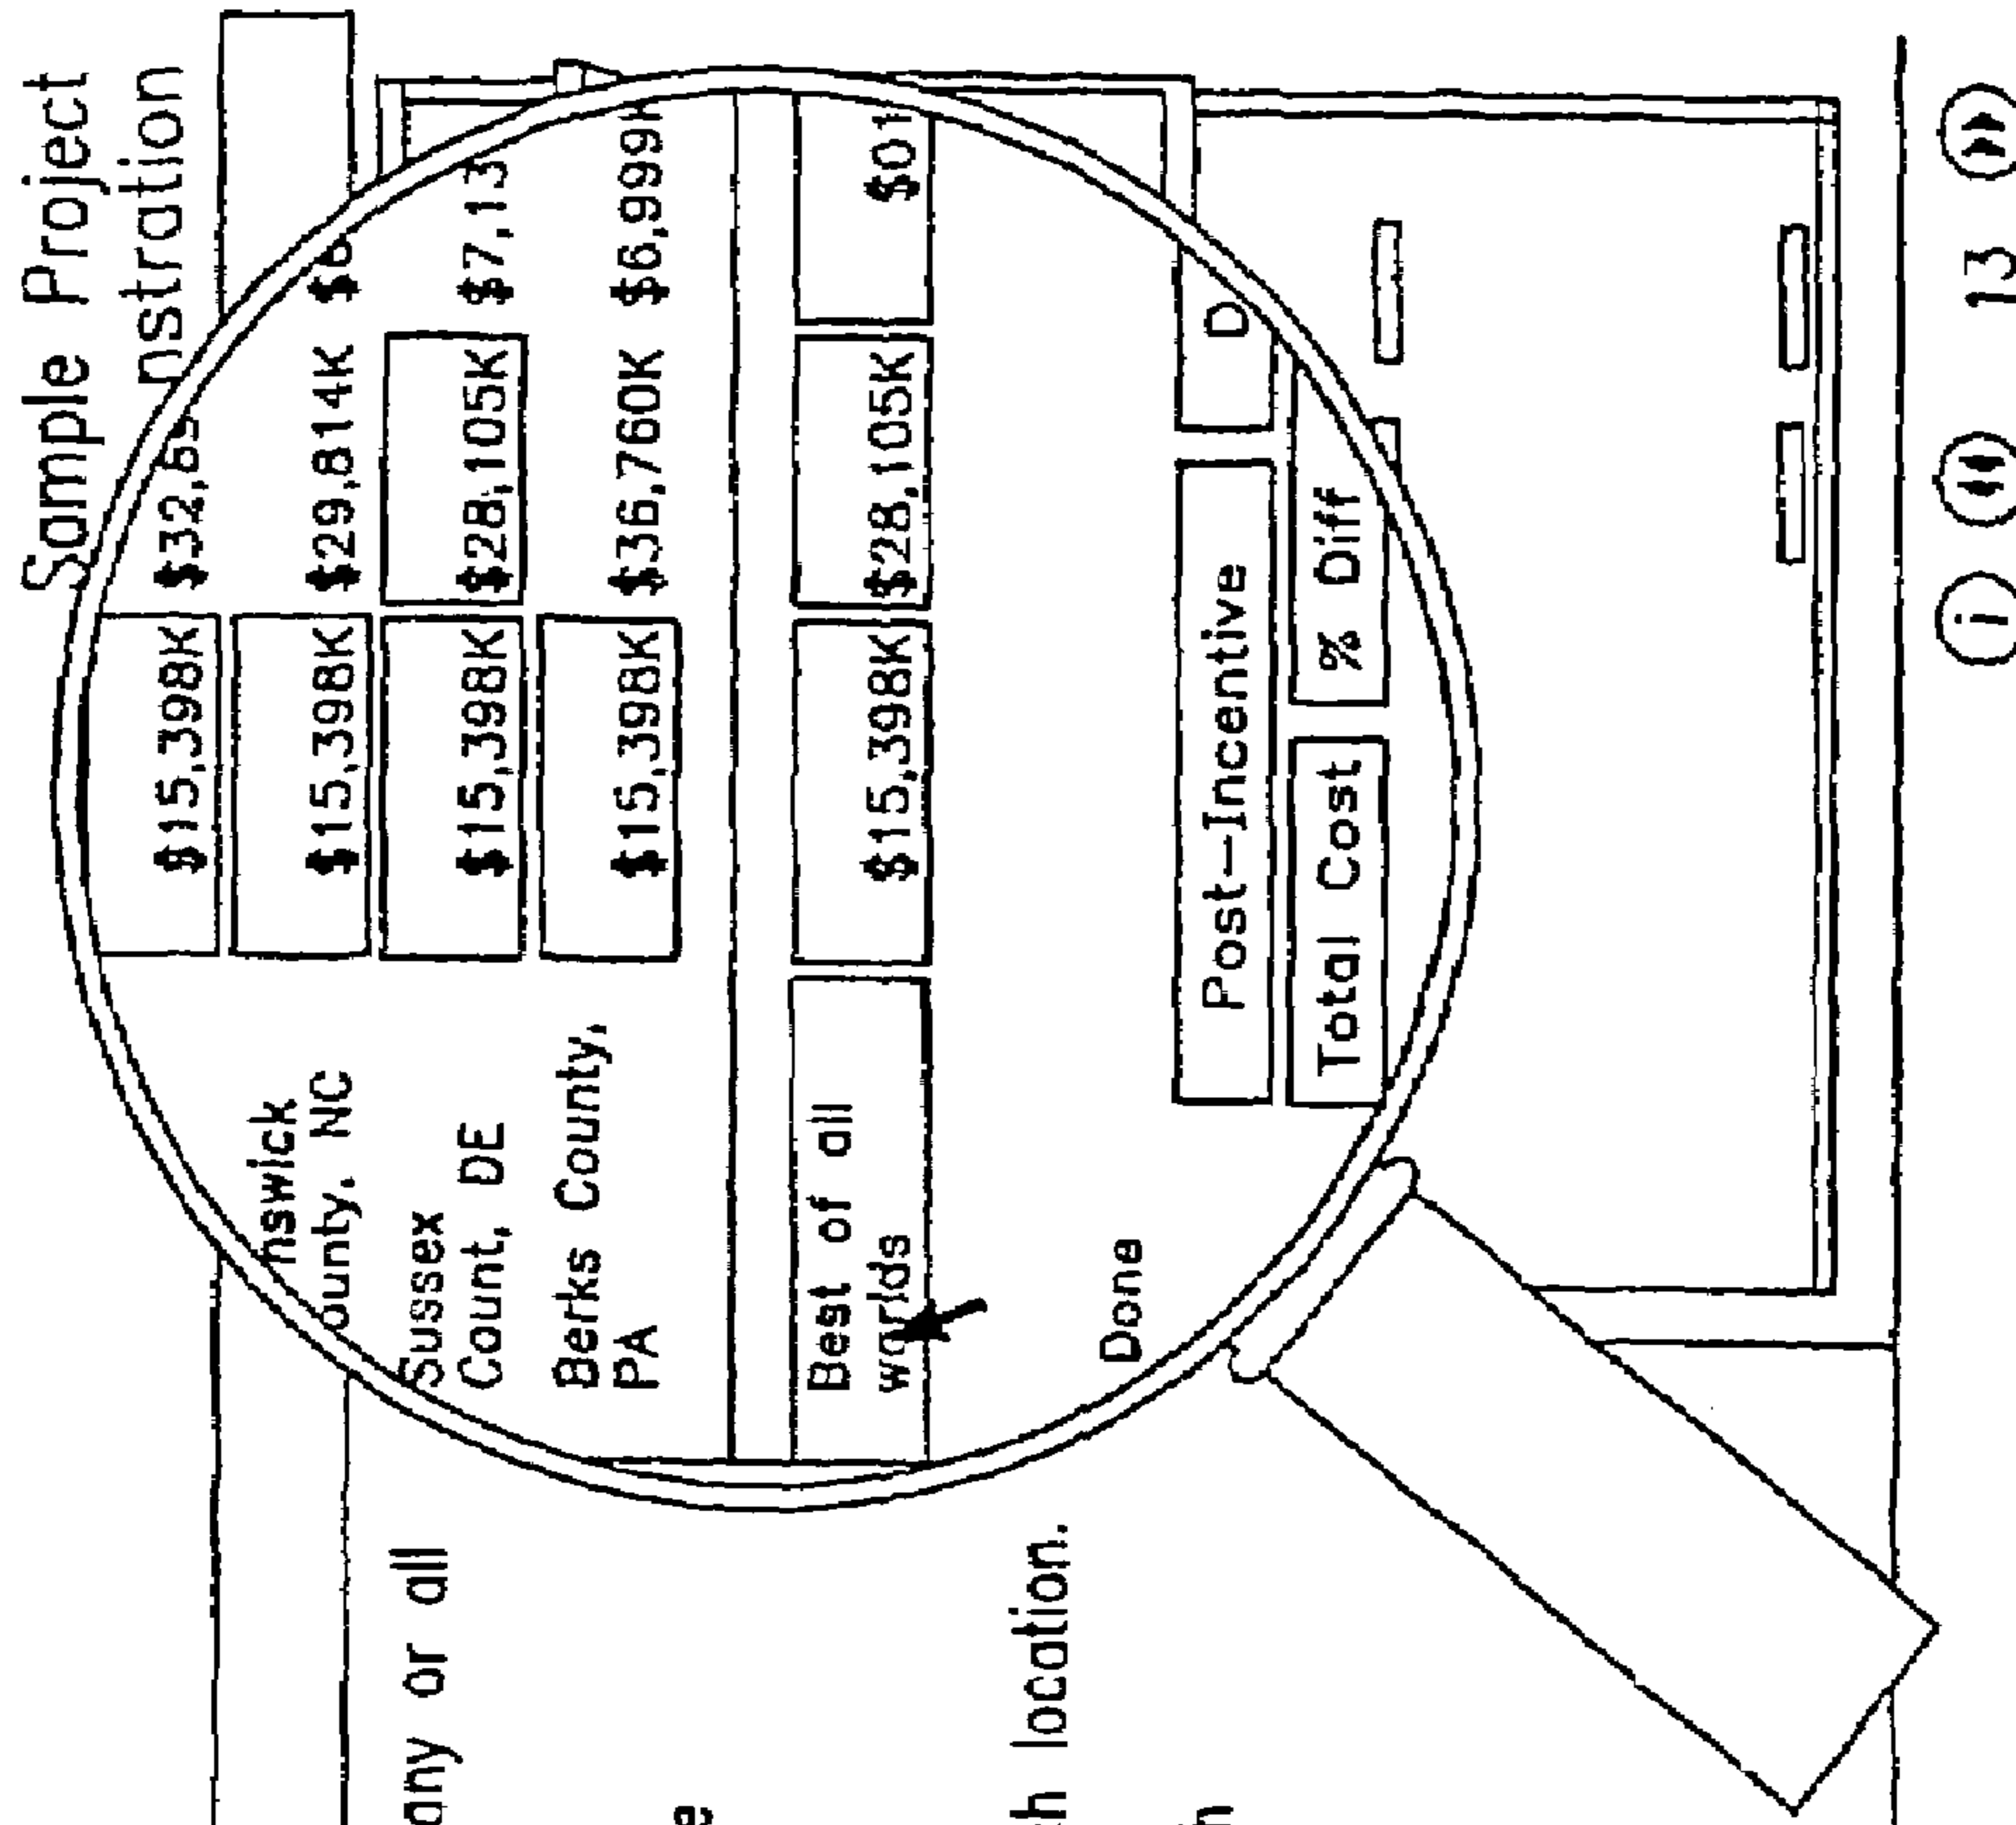 Sample Project
nstration
$15,398K $32,65
nswick
ounty, NC $15,398K $29,814K
Sussex
Count, DE $15,398K $28,105K $7,13
Berks County,
PA $15,398K $36,760K $6,999K
Best of all
worlds $15,398K $28,105K $01
Done
Post-Incentive D
Total Cost % Diff
any or all
h location.
i 13